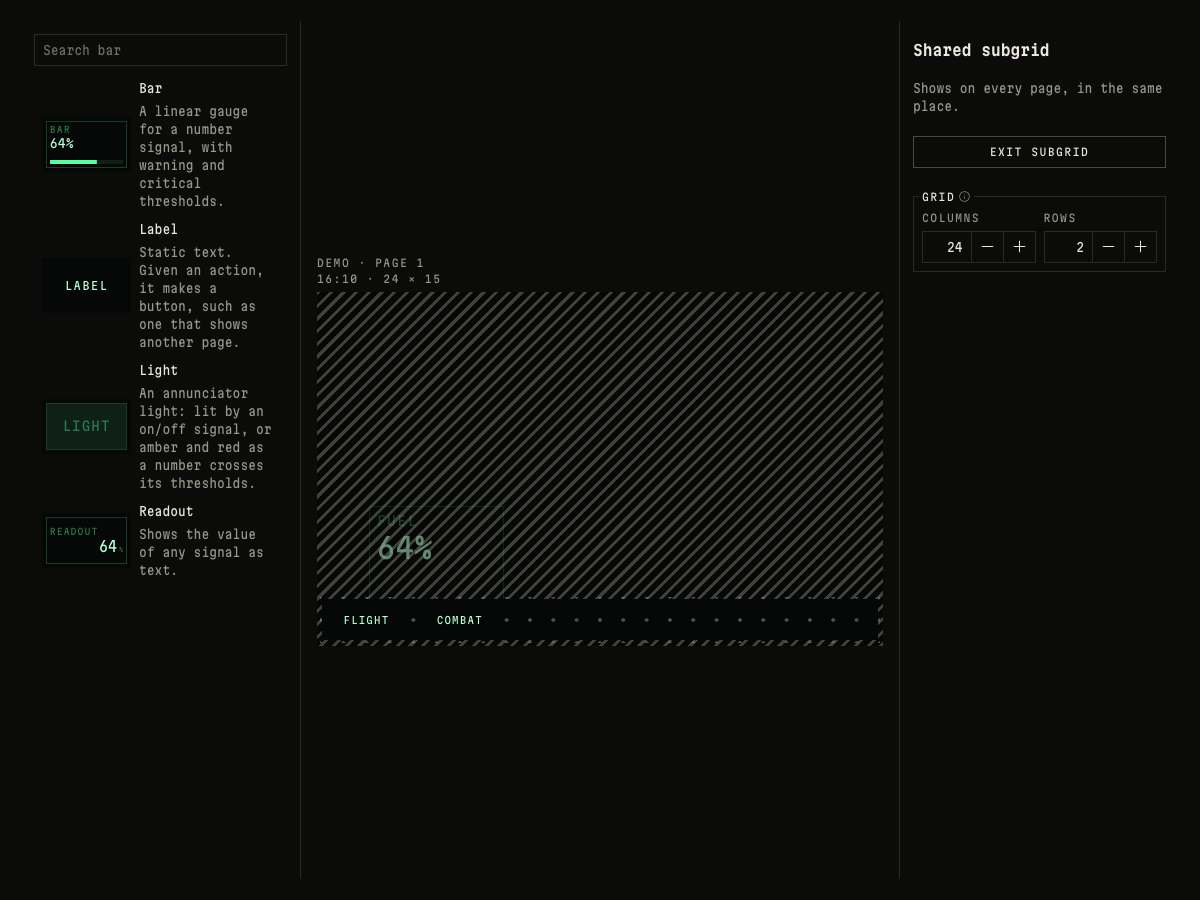 Search bar
BAR
64%
Bar
A linear gauge
for a number
signal, with
warning and
critical
thresholds.
LABEL
Label
Static text.
Given an action,
it makes a
button, such as
one that shows
another page.
LIGHT
Light
An annunciator
light: lit by an
on/off signal, or
amber and red as
a number crosses
its thresholds.
READOUT
64%
Readout
Shows the value
of any signal as
text.
DEMO · PAGE 1
16:10 · 24 × 15
FUEL
64%
FLIGHT
COMBAT
Shared subgrid
Shows on every page, in the same
place.
EXIT SUBGRID
GRID
COLUMNS
ROWS
24
2